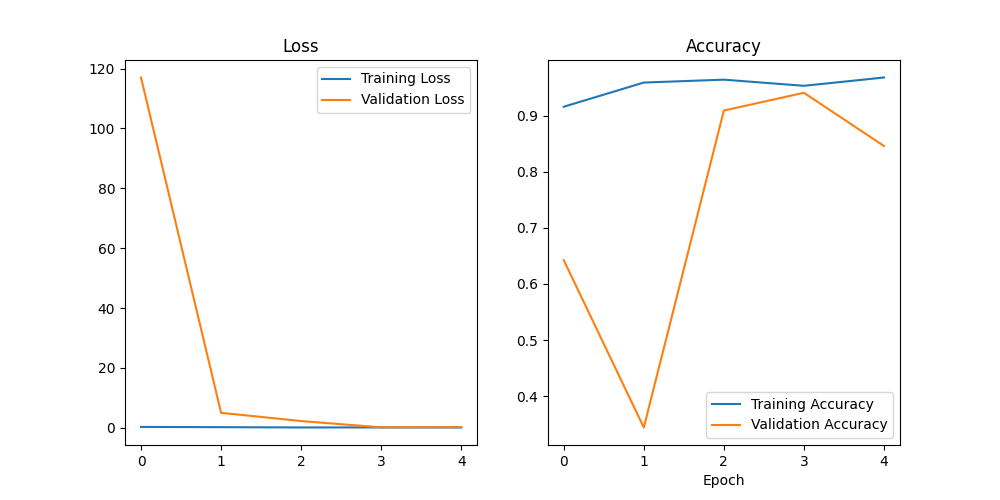 Loss
120
100
80
60
40
20
0
0 1 2 3 4
Training Loss
Validation Loss
Accuracy
0.9
0.8
0.7
0.6
0.5
0.4
0 1 2 3 4
Epoch
Training Accuracy
Validation Accuracy